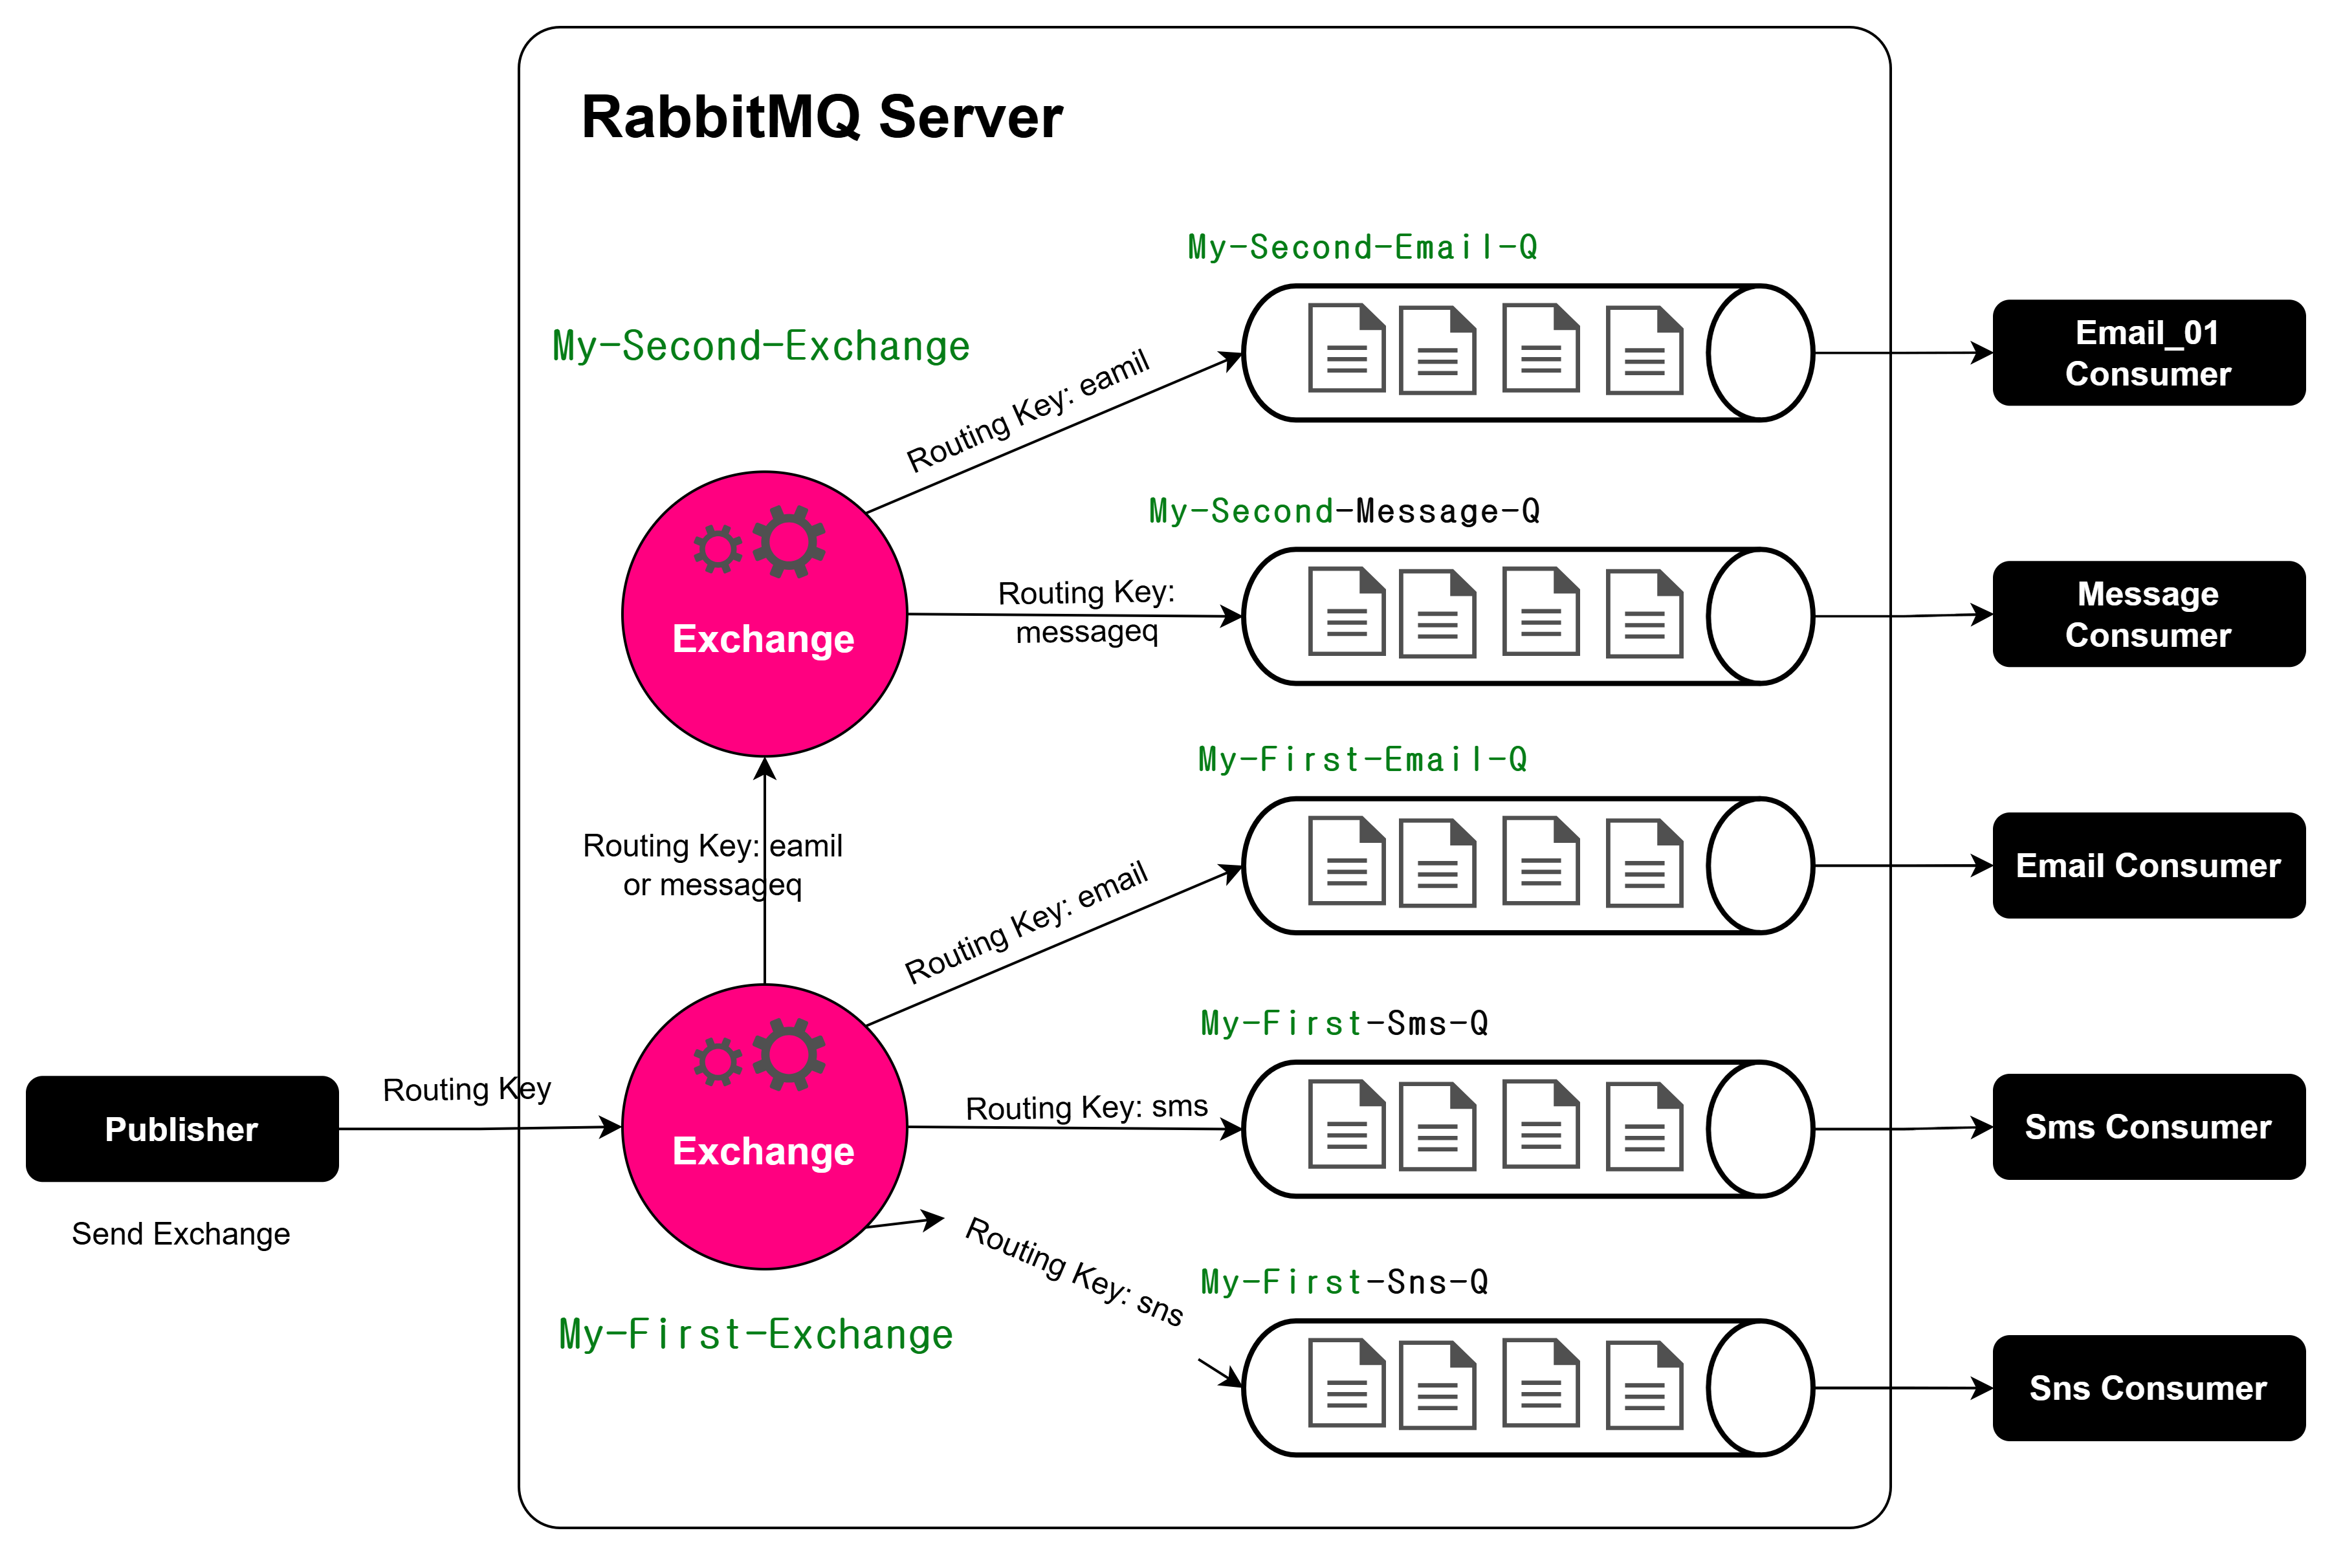 RabbitMQ Server
My-Second-Email-Q
My-Second-Exchange
Routing Key: eamil
Email_01
Consumer
My-Second-Message-Q
Exchange
Routing Key:
messageq
Message
Consumer
My-First-Email-Q
Routing Key: eamil
or messageq
Routing Key: email
Email Consumer
My-First-Sms-Q
Publisher
Send Exchange
Routing Key
Exchange
Routing Key: sms
Sms Consumer
My-First-Exchange
Routing Key: sns
My-First-Sns-Q
Sns Consumer